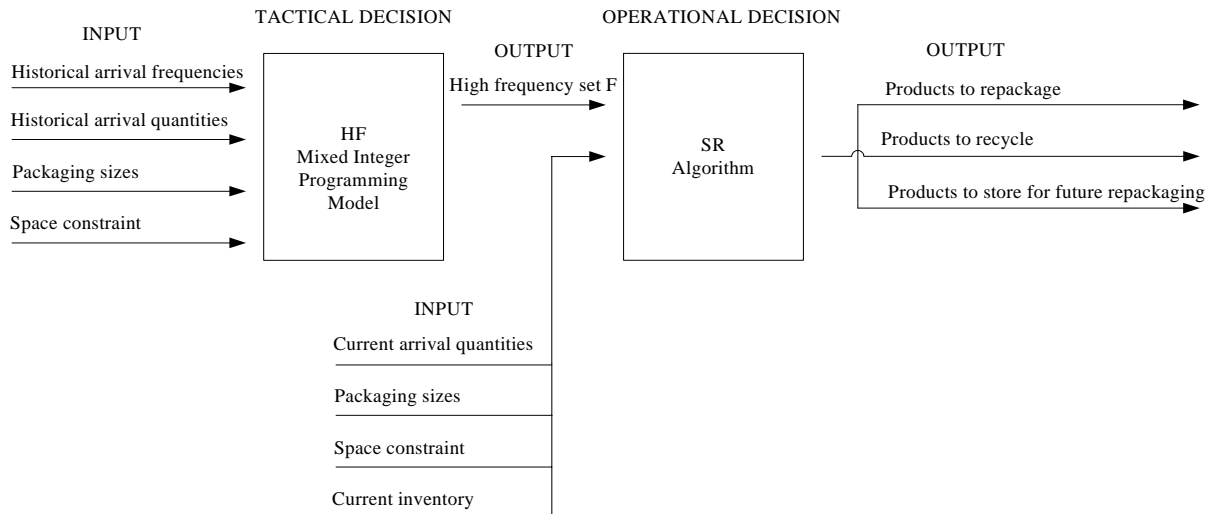 TACTICAL DECISION
OPERATIONAL DECISION
INPUT
Historical arrival frequencies
Historical arrival quantities
Packaging sizes
Space constraint
HF
Mixed Integer
Programming
Model
OUTPUT
High frequency set F
SR
Algorithm
OUTPUT
Products to repackage
Products to recycle
Products to store for future repackaging
INPUT
Current arrival quantities
Packaging sizes
Space constraint
Current inventory